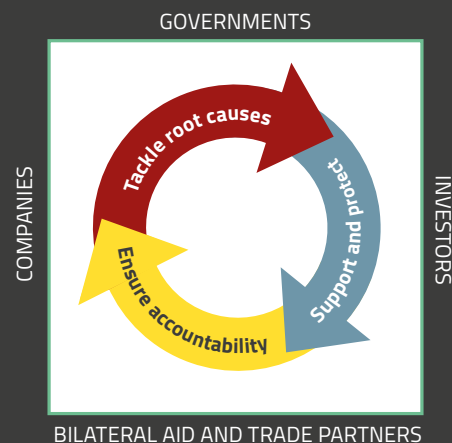 GOVERNMENTS
COMPANIES
Tackle root causes
Support and protect
Ensure accountability
INVESTORS
BILATERAL AID AND TRADE PARTNERS